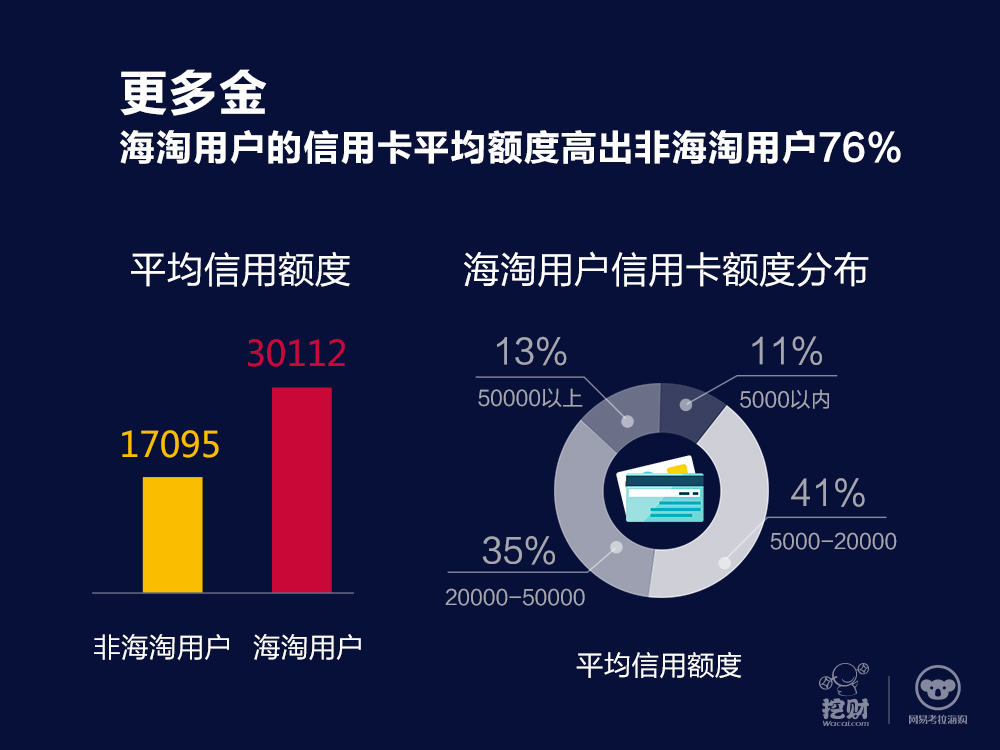 更多金
海淘用户的信用卡平均额度高出非海淘用户76%
平均信用额度
海淘用户信用卡额度分布
30112
17095
非海淘用户
海淘用户
13%
50000以上
11%
5000以内
41%
5000-20000
35%
20000-50000
平均信用额度
挖财
Wacai.com
网易考拉海购